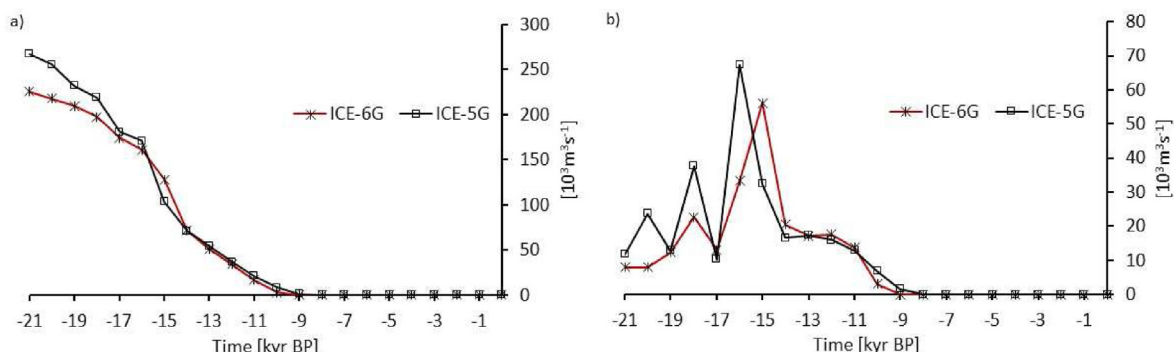 a)
300
250
200
150
100
50
0
[10³m³s⁻¹]
ICE-6G ICE-5G
-21 -19 -17 -15 -13 -11 -9 -7 -5 -3 -1
Time [kyr BP]
b)
80
70
60
50
40
30
20
10
0
[10³m³s⁻¹]
ICE-6G ICE-5G
-21 -19 -17 -15 -13 -11 -9 -7 -5 -3 -1
Time [kyr BP]